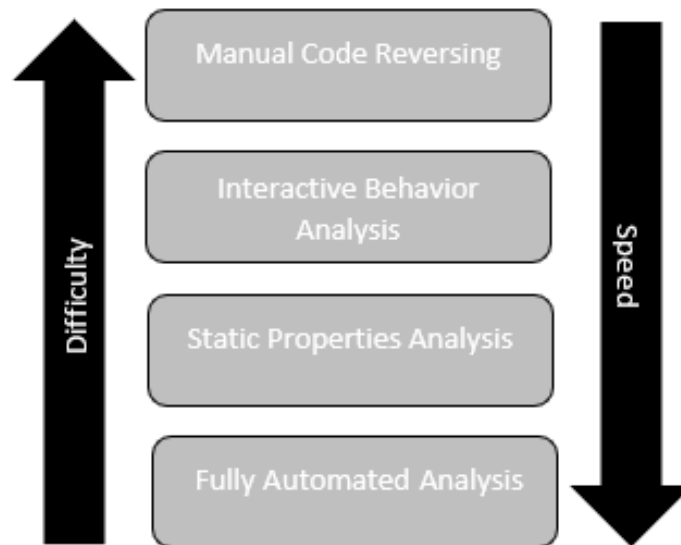 Manual Code Reversing
Interactive Behavior
Analysis
Static Properties Analysis
Fully Automated Analysis
Difficulty
Speed